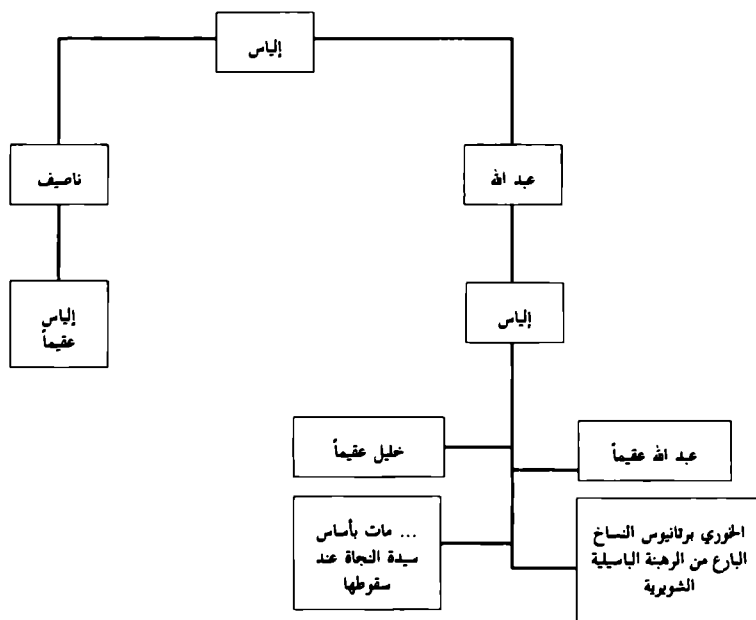 إلياس
عبد الله
ناصيف
إلياس
إلياس
عقيماً
عبد الله عقيماً
خليل عقيماً
الخوري برتانيوس النساخ
البارع من الرهبنة الباسيلية
الشويرية
... مات بأساس
سيدة النجاة عند
سقوطها